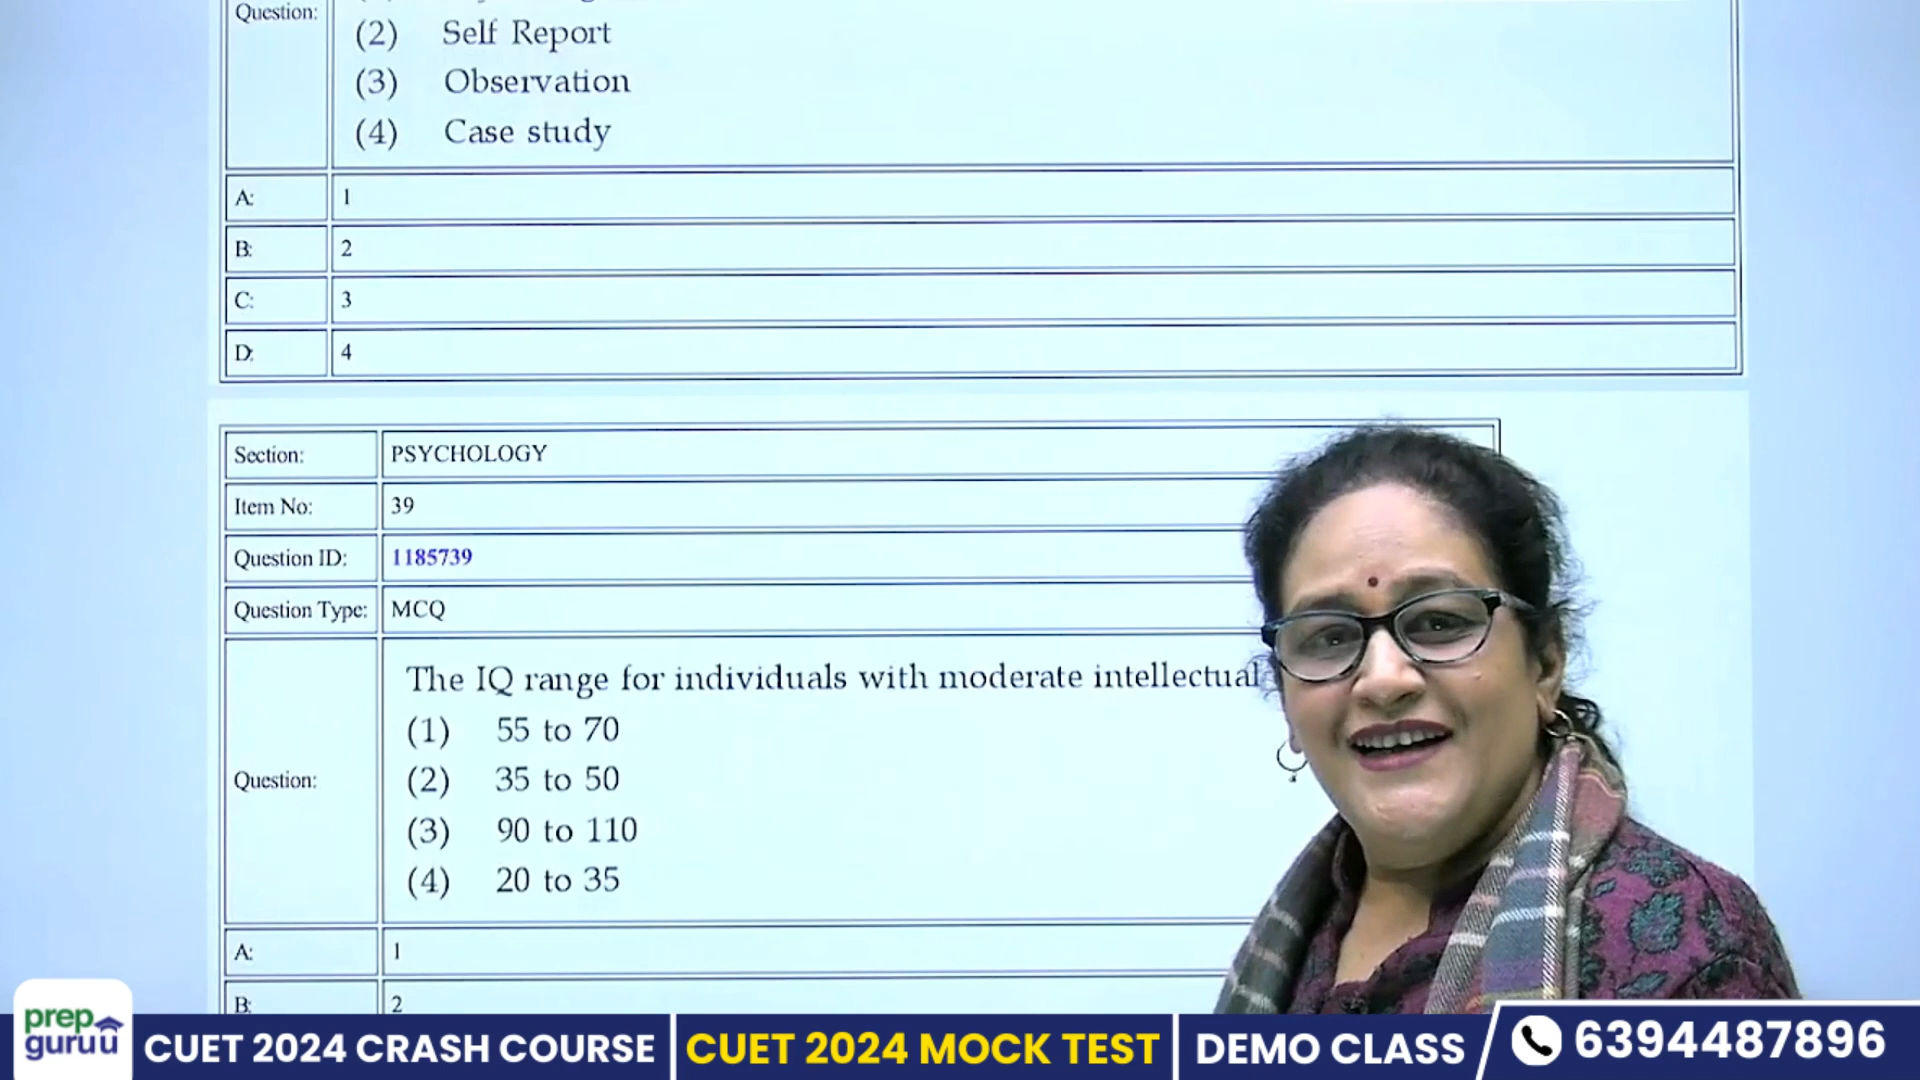 Question:
(2) Self Report
(3) Observation
(4) Case study
A: 1
B: 2
C: 3
D: 4
Section: PSYCHOLOGY
Item No: 39
Question ID: 1185739
Question Type: MCQ
The IQ range for individuals with moderate intellectual
(1) 55 to 70
(2) 35 to 50
Question:
(3) 90 to 110
(4) 20 to 35
A: 1
B: 2
prep
guruu
CUET 2024 CRASH COURSE
CUET 2024 MOCK TEST
DEMO CLASS
6394487896